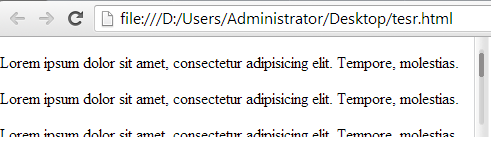 file:///D:/Users/Administrator/Desktop/tesr.html
Lorem ipsum dolor sit amet, consectetur adipisicing elit. Tempore, molestias.
Lorem ipsum dolor sit amet, consectetur adipisicing elit. Tempore, molestias.
Lorem ipsum dolor sit amet, consectetur adipisicing elit. Tempore, molestias.